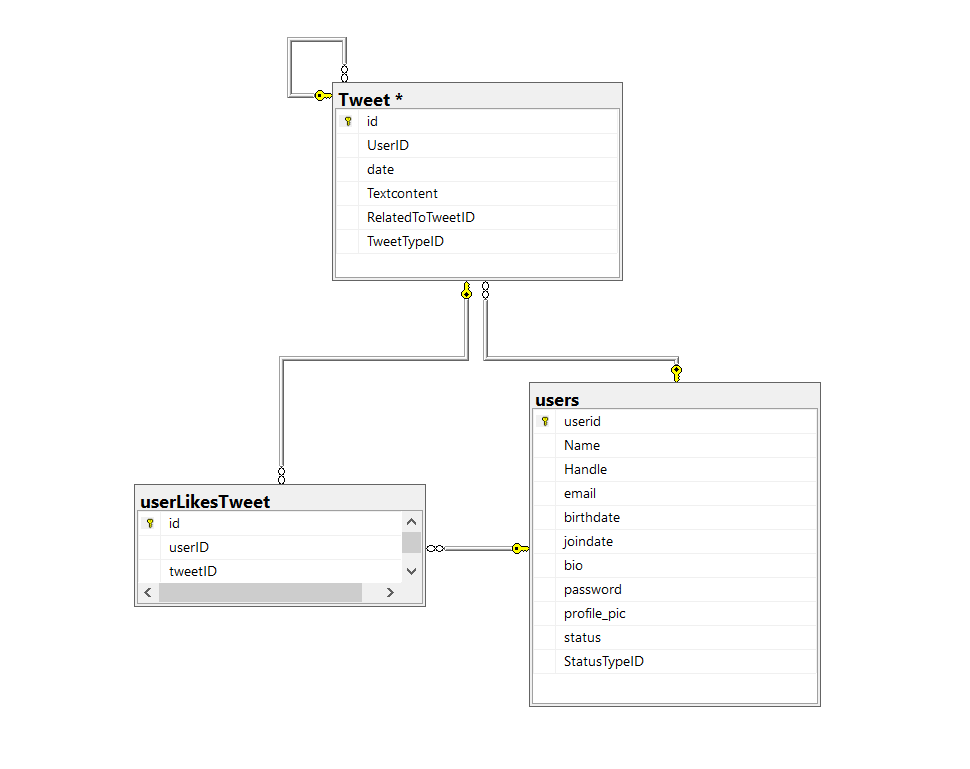 Tweet *
id
UserID
date
Textcontent
RelatedToTweetID
TweetTypeID
users
userid
Name
Handle
email
birthdate
joindate
bio
password
profile_pic
status
StatusTypeID
userLikesTweet
id
userID
tweetID